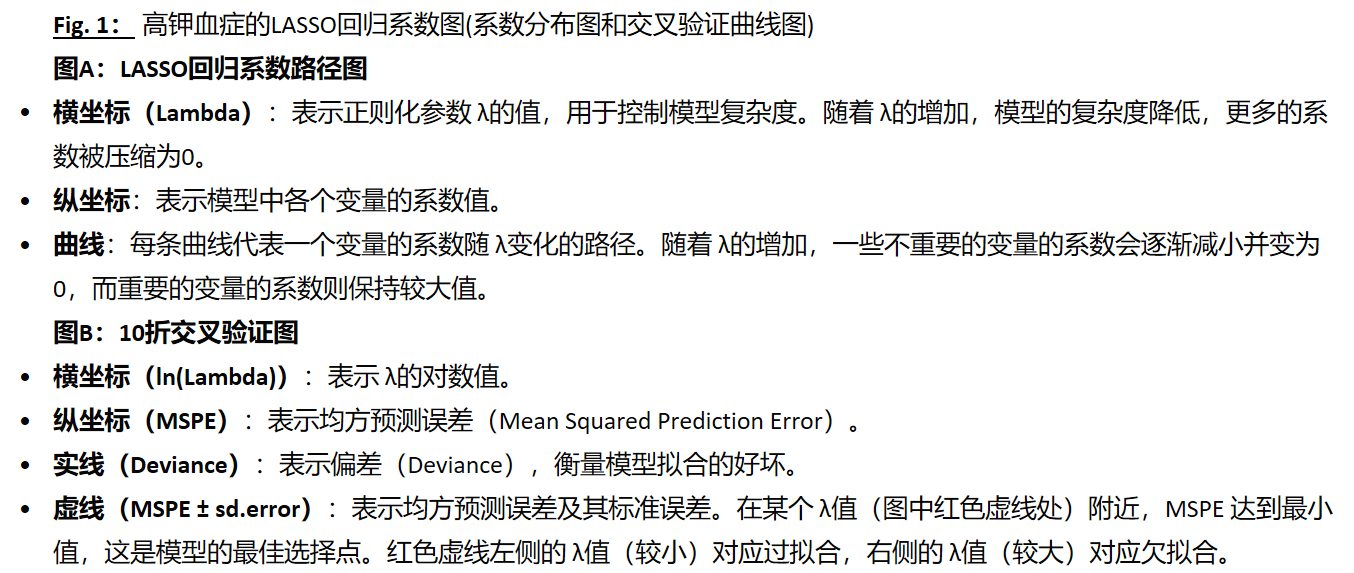 Fig. 1： 高钾血症的LASSO回归系数图(系数分布图和交叉验证曲线图)
图A：LASSO回归系数路径图
• 横坐标（Lambda）：表示正则化参数 λ的值，用于控制模型复杂度。随着 λ的增加，模型的复杂度降低，更多的系
数被压缩为0。
• 纵坐标：表示模型中各个变量的系数值。
• 曲线：每条曲线代表一个变量的系数随 λ变化的路径。随着 λ的增加，一些不重要的变量的系数会逐渐减小并变为
0，而重要的变量的系数则保持较大值。
图B：10折交叉验证图
• 横坐标（ln(Lambda)）：表示 λ的对数值。
• 纵坐标（MSPE）：表示均方预测误差（Mean Squared Prediction Error）。
• 实线（Deviance）：表示偏差（Deviance），衡量模型拟合的好坏。
• 虚线（MSPE ± sd.error）：表示均方预测误差及其标准误差。在某个 λ值（图中红色虚线处）附近，MSPE 达到最小
值，这是模型的最佳选择点。红色虚线左侧的 λ值（较小）对应过拟合，右侧的 λ值（较大）对应欠拟合。